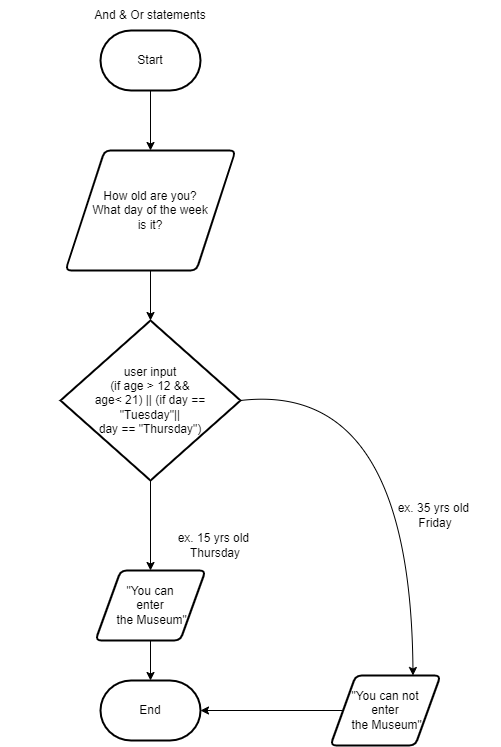 And & Or statements
Start
How old are you?
What day of the week
is it?
user input
(if age > 12 &&
age< 21) || (if day ==
"Tuesday"||
day == "Thursday")
ex. 15 yrs old
Thursday
ex. 35 yrs old
Friday
"You can
enter
the Museum"
"You can not
enter
the Museum"
End